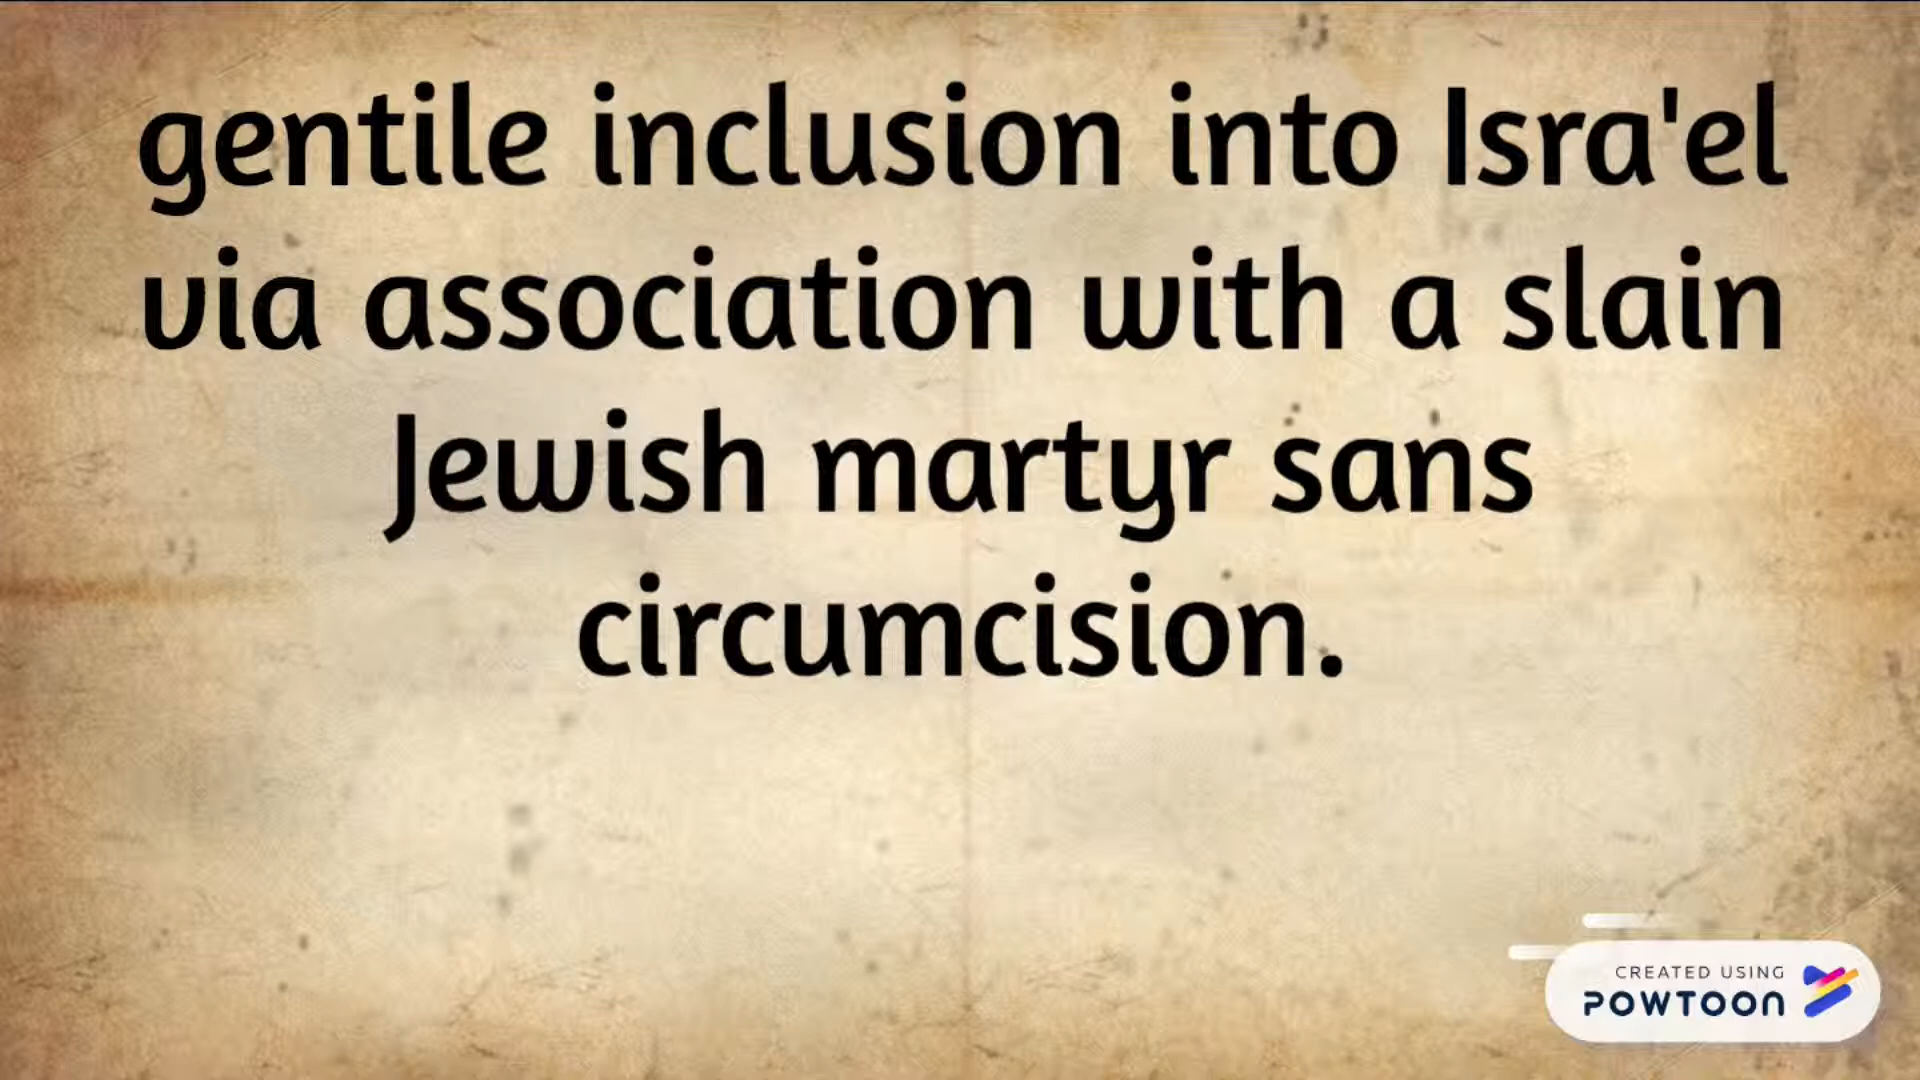 gentile inclusion into Isra'el
via association with a slain
Jewish martyr sans
circumcision.
CREATED USING
POWTOON